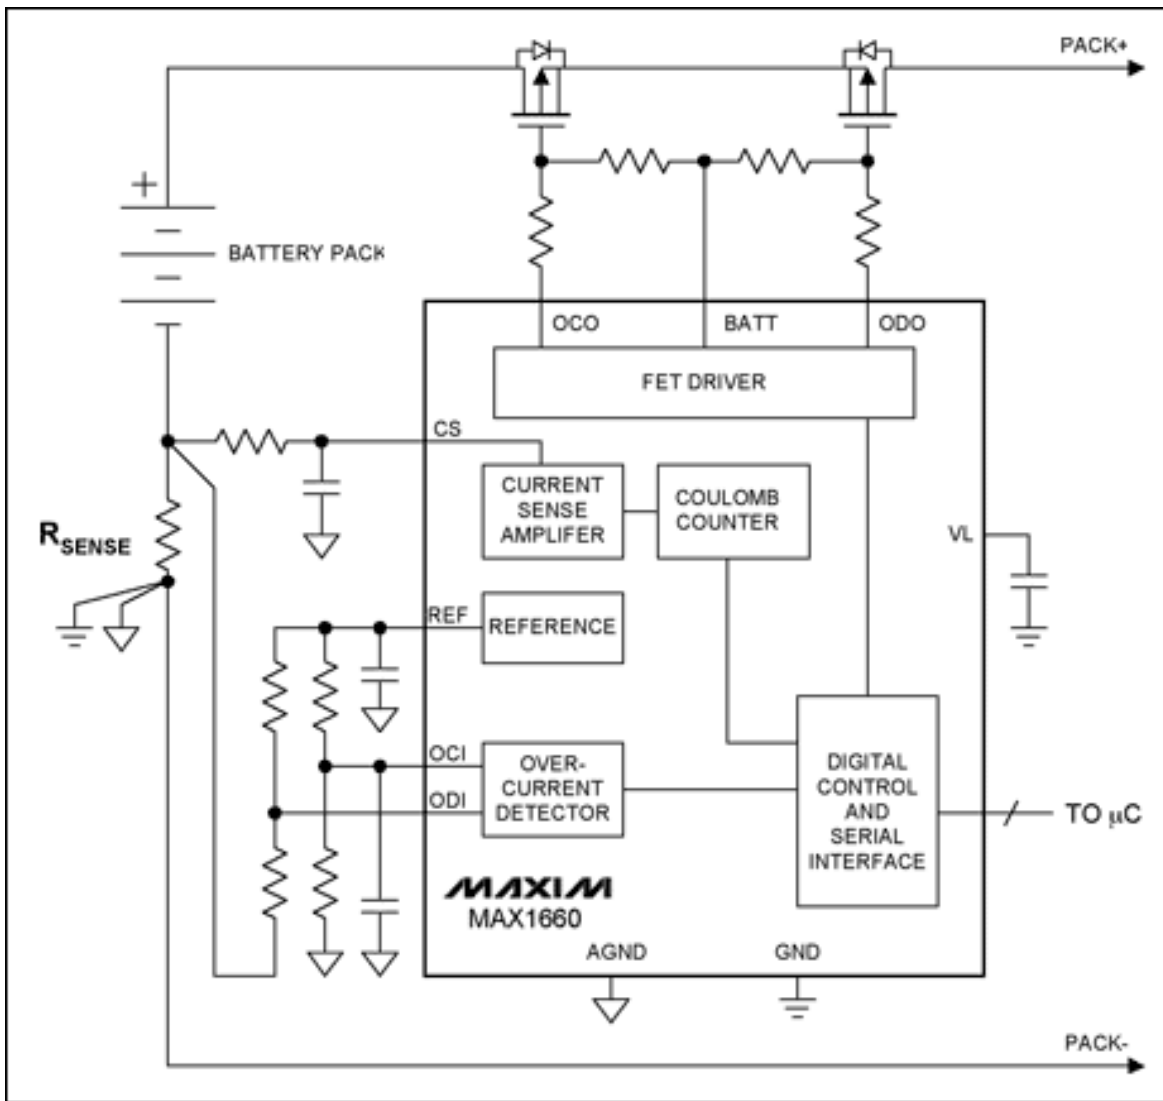 PACK+
+
BATTERY PACK
OCO
BATT
ODO
FET DRIVER
CS
CURRENT
SENSE
AMPLIFER
COULOMB
COUNTER
RSENSE
VL
REF
REFERENCE
OCI
ODI
OVER-
CURRENT
DETECTOR
DIGITAL
CONTROL
AND
SERIAL
INTERFACE
TO µC
MAXIM
MAX1660
AGND
GND
PACK-